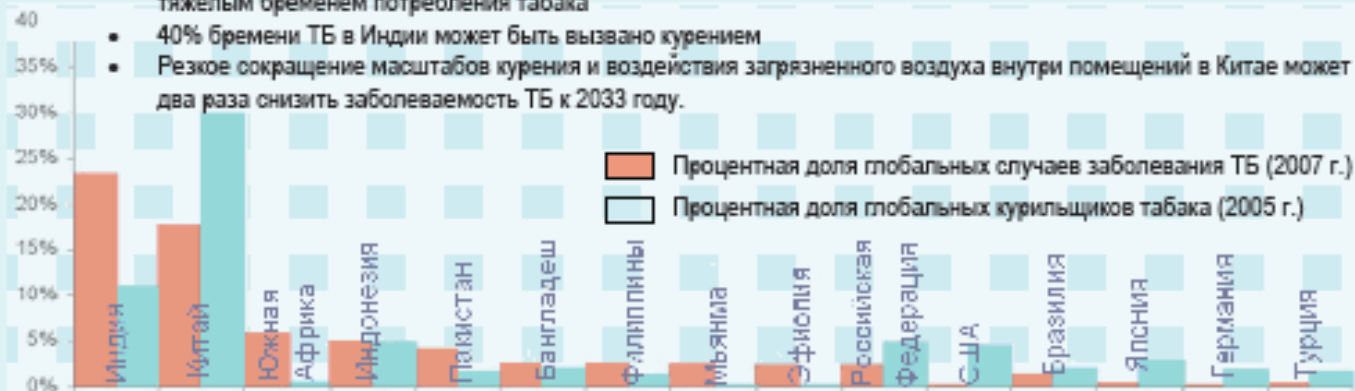 тяжелым бременем потребления табака
• 40% бремени ТБ в Индии может быть вызвано курением
• Резкое сокращение масштабов курения и воздействия загрязненного воздуха внутри помещений в Китае может
два раза снизить заболеваемость ТБ к 2033 году.
Процентная доля глобальных случаев заболевания ТБ (2007 г.)
Процентная доля глобальных курильщиков табака (2005 г.)
40
35%
30%
25%
20%
15%
10%
5%
0%
Индия
Китай
Южная
Африка
Индонезия
Пакистан
Бангладеш
Филиппины
Мьянма
Эфиопия
Российская
Федерация
США
Бразилия
Япония
Германия
Турция